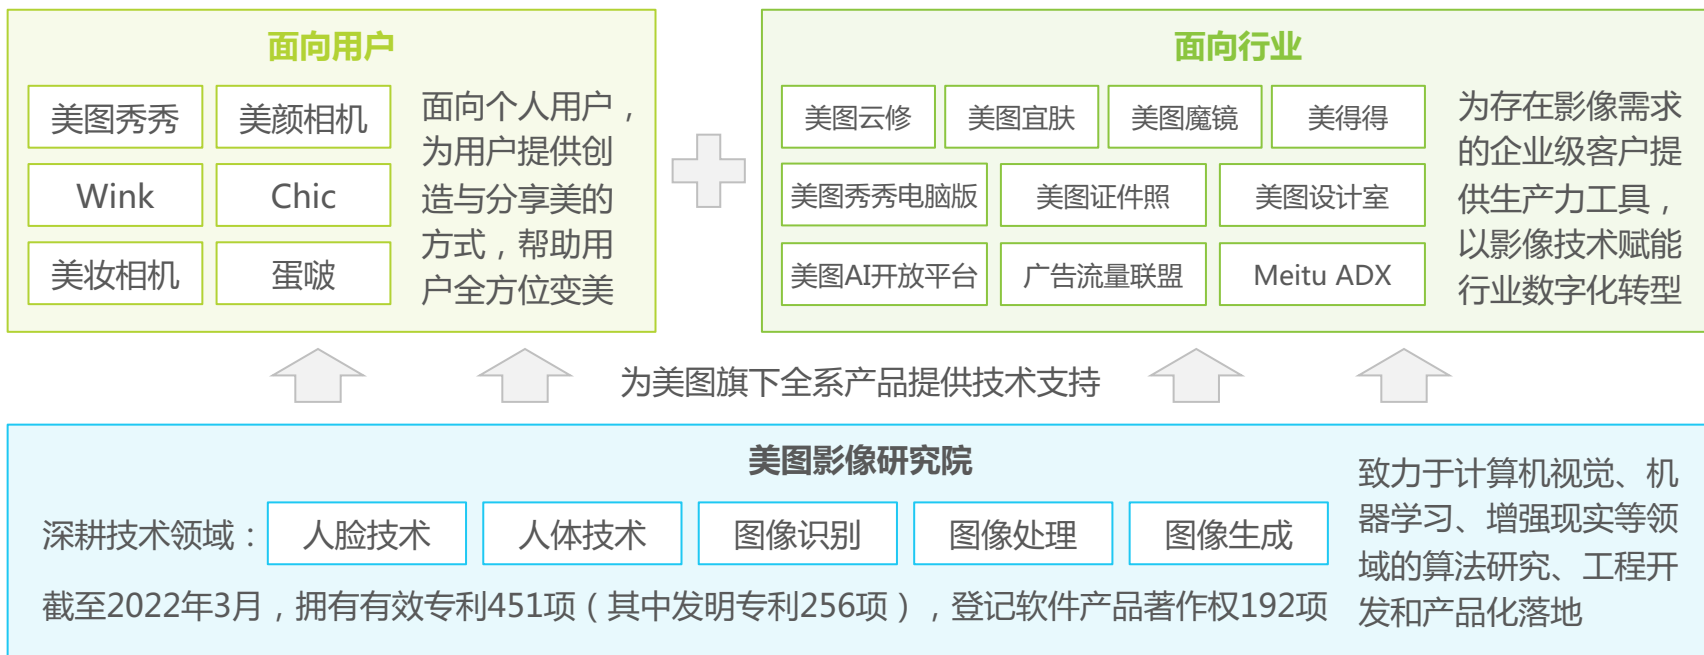 面向用户
美图秀秀
美颜相机
Wink
Chic
美妆相机
蛋啵
面向个人用户，
为用户提供创
造与分享美的
方式，帮助用
户全方位变美
面向行业
美图云修
美图宜肤
美图魔镜
美得得
美图秀秀电脑版
美图证件照
美图设计室
美图AI开放平台
广告流量联盟
Meitu ADX
为存在影像需求
的企业级客户提
供生产力工具，
以影像技术赋能
行业数字化转型
为美图旗下全系产品提供技术支持
美图影像研究院
深耕技术领域：
人脸技术
人体技术
图像识别
图像处理
图像生成
截至2022年3月，拥有有效专利451项（其中发明专利256项），登记软件产品著作权192项
致力于计算机视觉、机
器学习、增强现实等领
域的算法研究、工程开
发和产品化落地